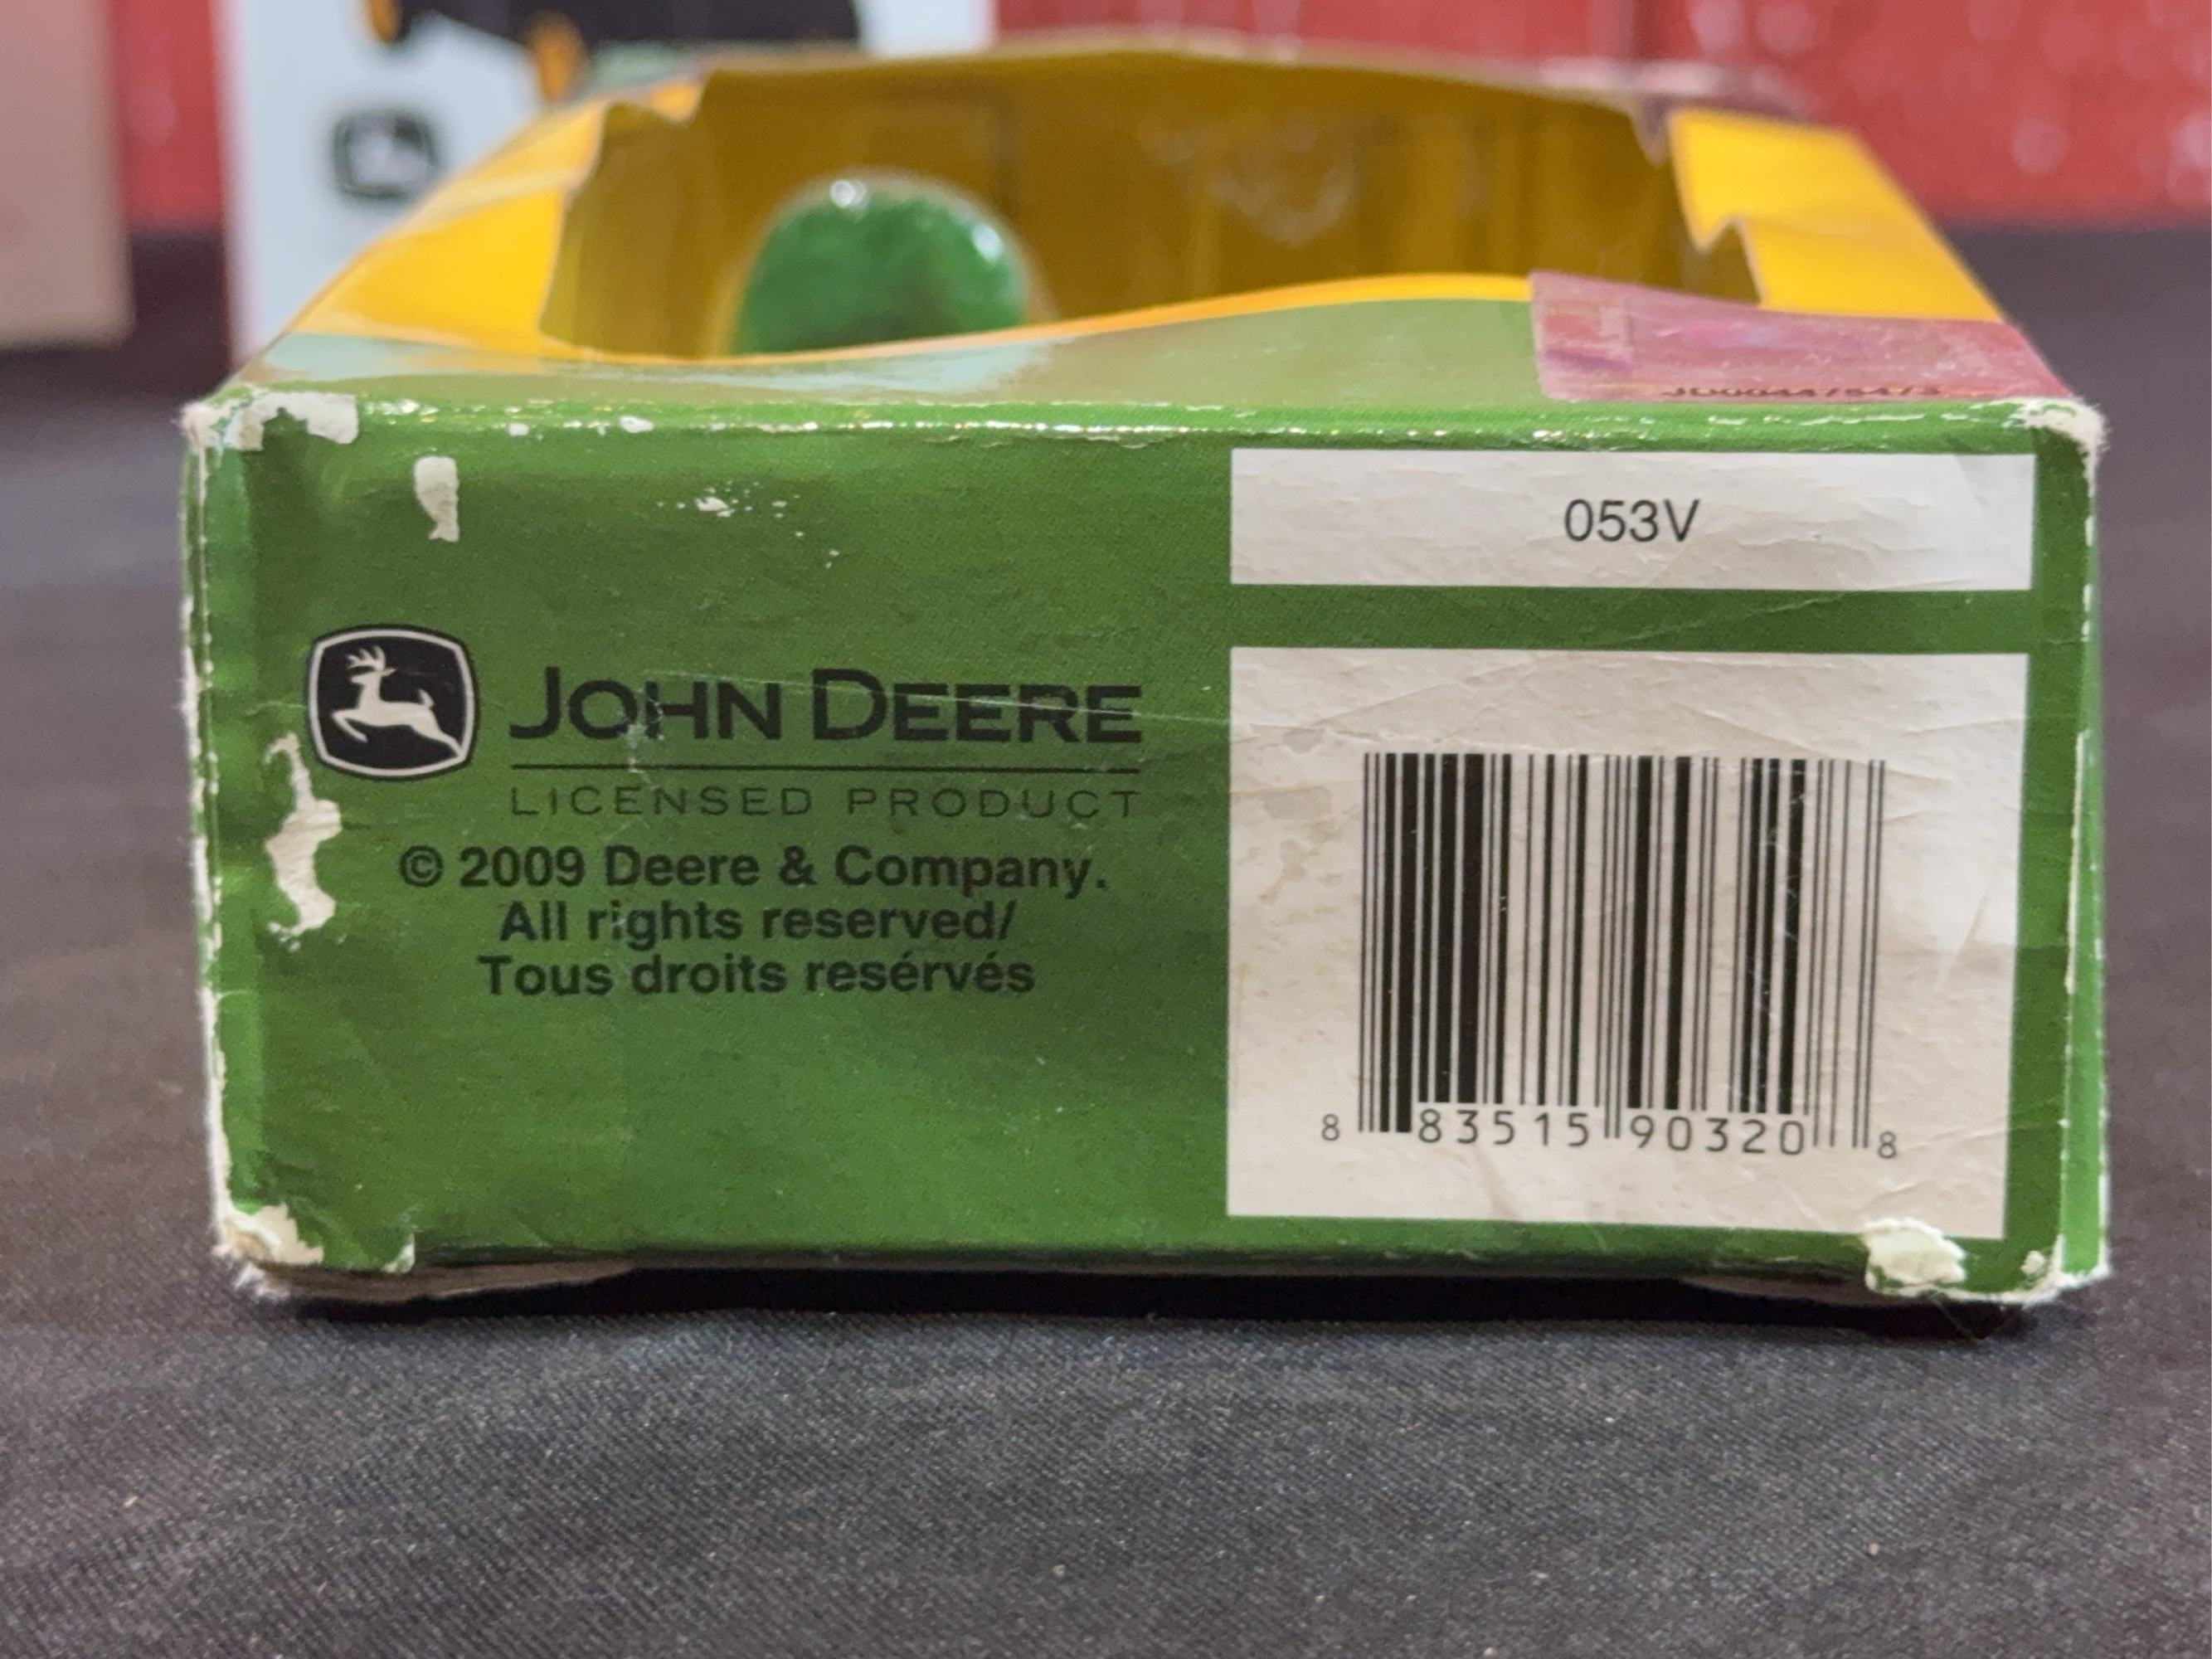 053V
JOHN DEERE
LICENSED PRODUCT
© 2009 Deere & Company.
All rights reserved/
Tous droits resérvés
8 83515 90320 8